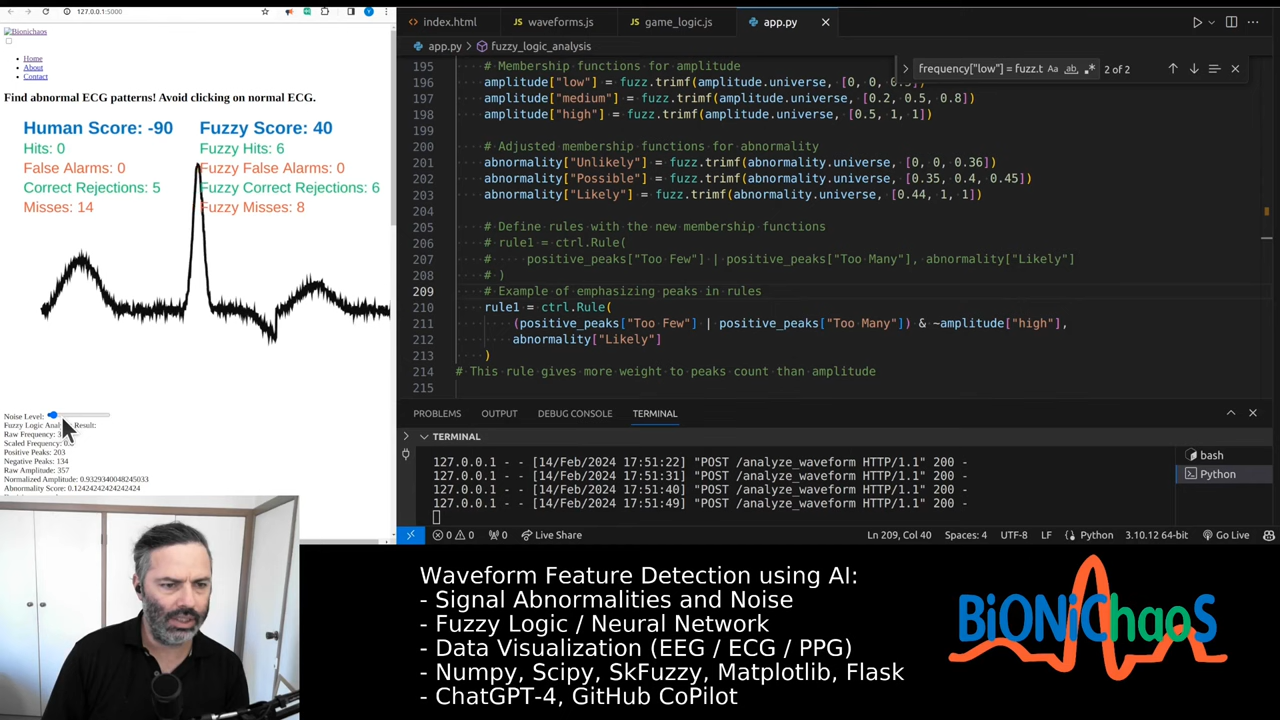 127.0.0.1:5000
Bionichaos
Home
About
Contact
Find abnormal ECG patterns! Avoid clicking on normal ECG.
Human Score: -90
Hits: 0
False Alarms: 0
Correct Rejections: 5
Misses: 14
Fuzzy Score: 40
Fuzzy Hits: 6
Fuzzy False Alarms: 0
Fuzzy Correct Rejections: 6
Fuzzy Misses: 8
Noise Level:
Fuzzy Logic Result:
Raw Frequency:
Scaled Frequency:
Positive Peaks: 203
Negative Peaks: 134
Raw Amplitude: 357
Normalized Amplitude: 0.9329340048245033
Abnormality Score: 0.12424242424242424
index.html
JS waveforms.js
JS game_logic.js
app.py
app.py > fuzzy_logic_analysis
frequency["low"] = fuzz.t
Aa ab
2 of 2
195 # Membership functions for amplitude
196 amplitude["low"] = fuzz.trimf(amplitude.universe, [0, 0,
197 amplitude["medium"] = fuzz.trimf(amplitude.universe, [0.2, 0.5, 0.8])
198 amplitude["high"] = fuzz.trimf(amplitude.universe, [0.5, 1, 1])
199
200 # Adjusted membership functions for abnormality
201 abnormality["Unlikely"] = fuzz.trimf(abnormality.universe, [0, 0, 0.36])
202 abnormality["Possible"] = fuzz.trimf(abnormality.universe, [0.35, 0.4, 0.45])
203 abnormality["Likely"] = fuzz.trimf(abnormality.universe, [0.44, 1, 1])
204
205 # Define rules with the new membership functions
206 # rule1 = ctrl.Rule(
207 # positive_peaks["Too Few"] | positive_peaks["Too Many"], abnormality["Likely"]
208 # )
209 # Example of emphasizing peaks in rules
210 rule1 = ctrl.Rule(
211 (positive_peaks["Too Few"] | positive_peaks["Too Many"]) & ~amplitude["high"],
212 abnormality["Likely"]
213 )
214 # This rule gives more weight to peaks count than amplitude
215
PROBLEMS OUTPUT DEBUG CONSOLE TERMINAL
TERMINAL
127.0.0.1 - - [14/Feb/2024 17:51:22] "POST /analyze_waveform HTTP/1.1" 200 -
127.0.0.1 - - [14/Feb/2024 17:51:31] "POST /analyze_waveform HTTP/1.1" 200 -
127.0.0.1 - - [14/Feb/2024 17:51:40] "POST /analyze_waveform HTTP/1.1" 200 -
127.0.0.1 - - [14/Feb/2024 17:51:49] "POST /analyze_waveform HTTP/1.1" 200 -
bash
Python
0 0 0 Live Share Ln 209, Col 40 Spaces: 4 UTF-8 LF Python 3.10.12 64-bit Go Live
Waveform Feature Detection using AI:
- Signal Abnormalities and Noise
- Fuzzy Logic / Neural Network
- Data Visualization (EEG / ECG / PPG)
- Numpy, Scipy, SkFuzzy, Matplotlib, Flask
- ChatGPT-4, GitHub CoPilot
BiONiChaoS